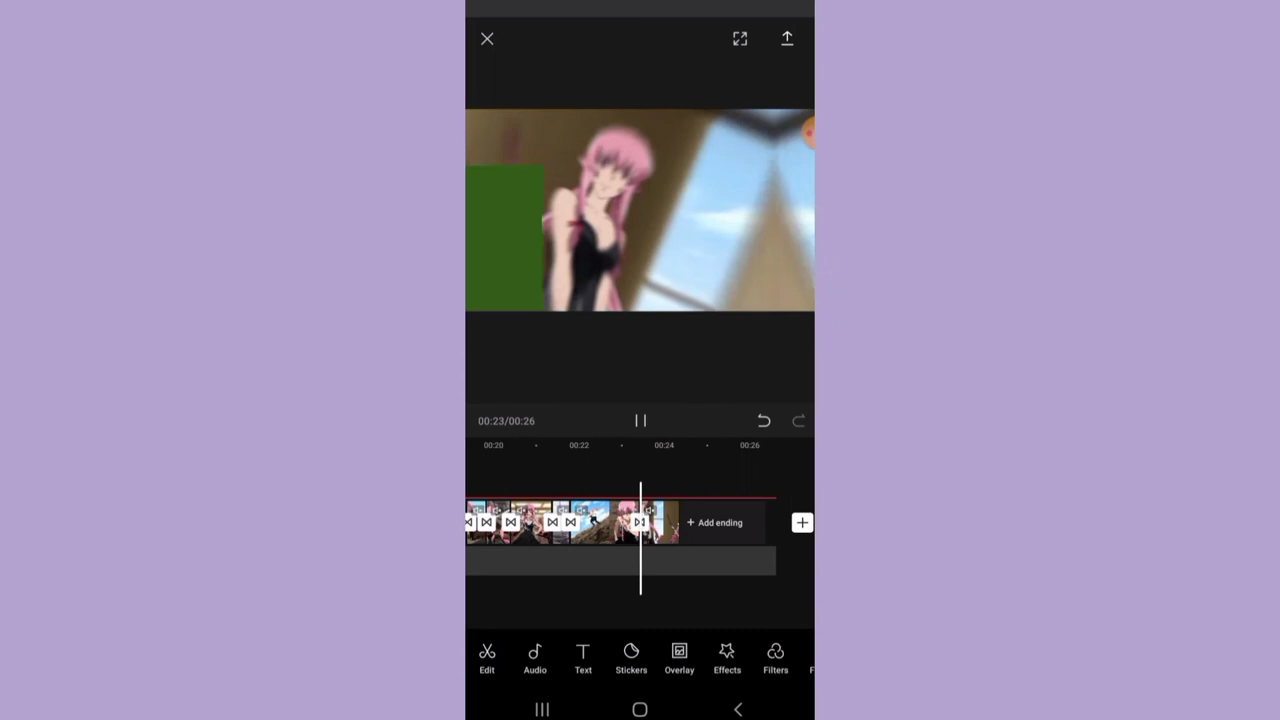 00:23/00:26
00:20 00:22 00:24 00:26
+ Add ending
Edit Audio Text Stickers Overlay Effects Filters F